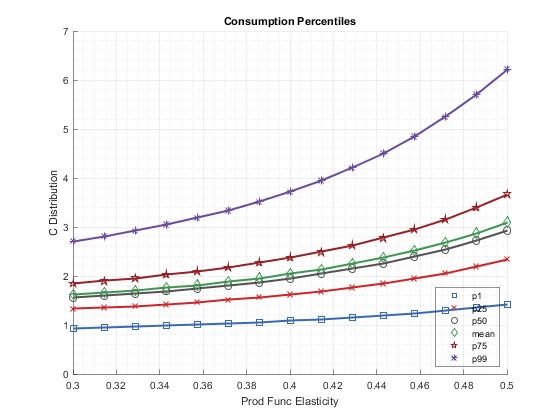 Consumption Percentiles
7
6
5
4
3
2
1
0
C Distribution
0.3 0.32 0.34 0.36 0.38 0.4 0.42 0.44 0.46 0.48 0.5
Prod Func Elasticity
p1
p25
p50
mean
p75
p99